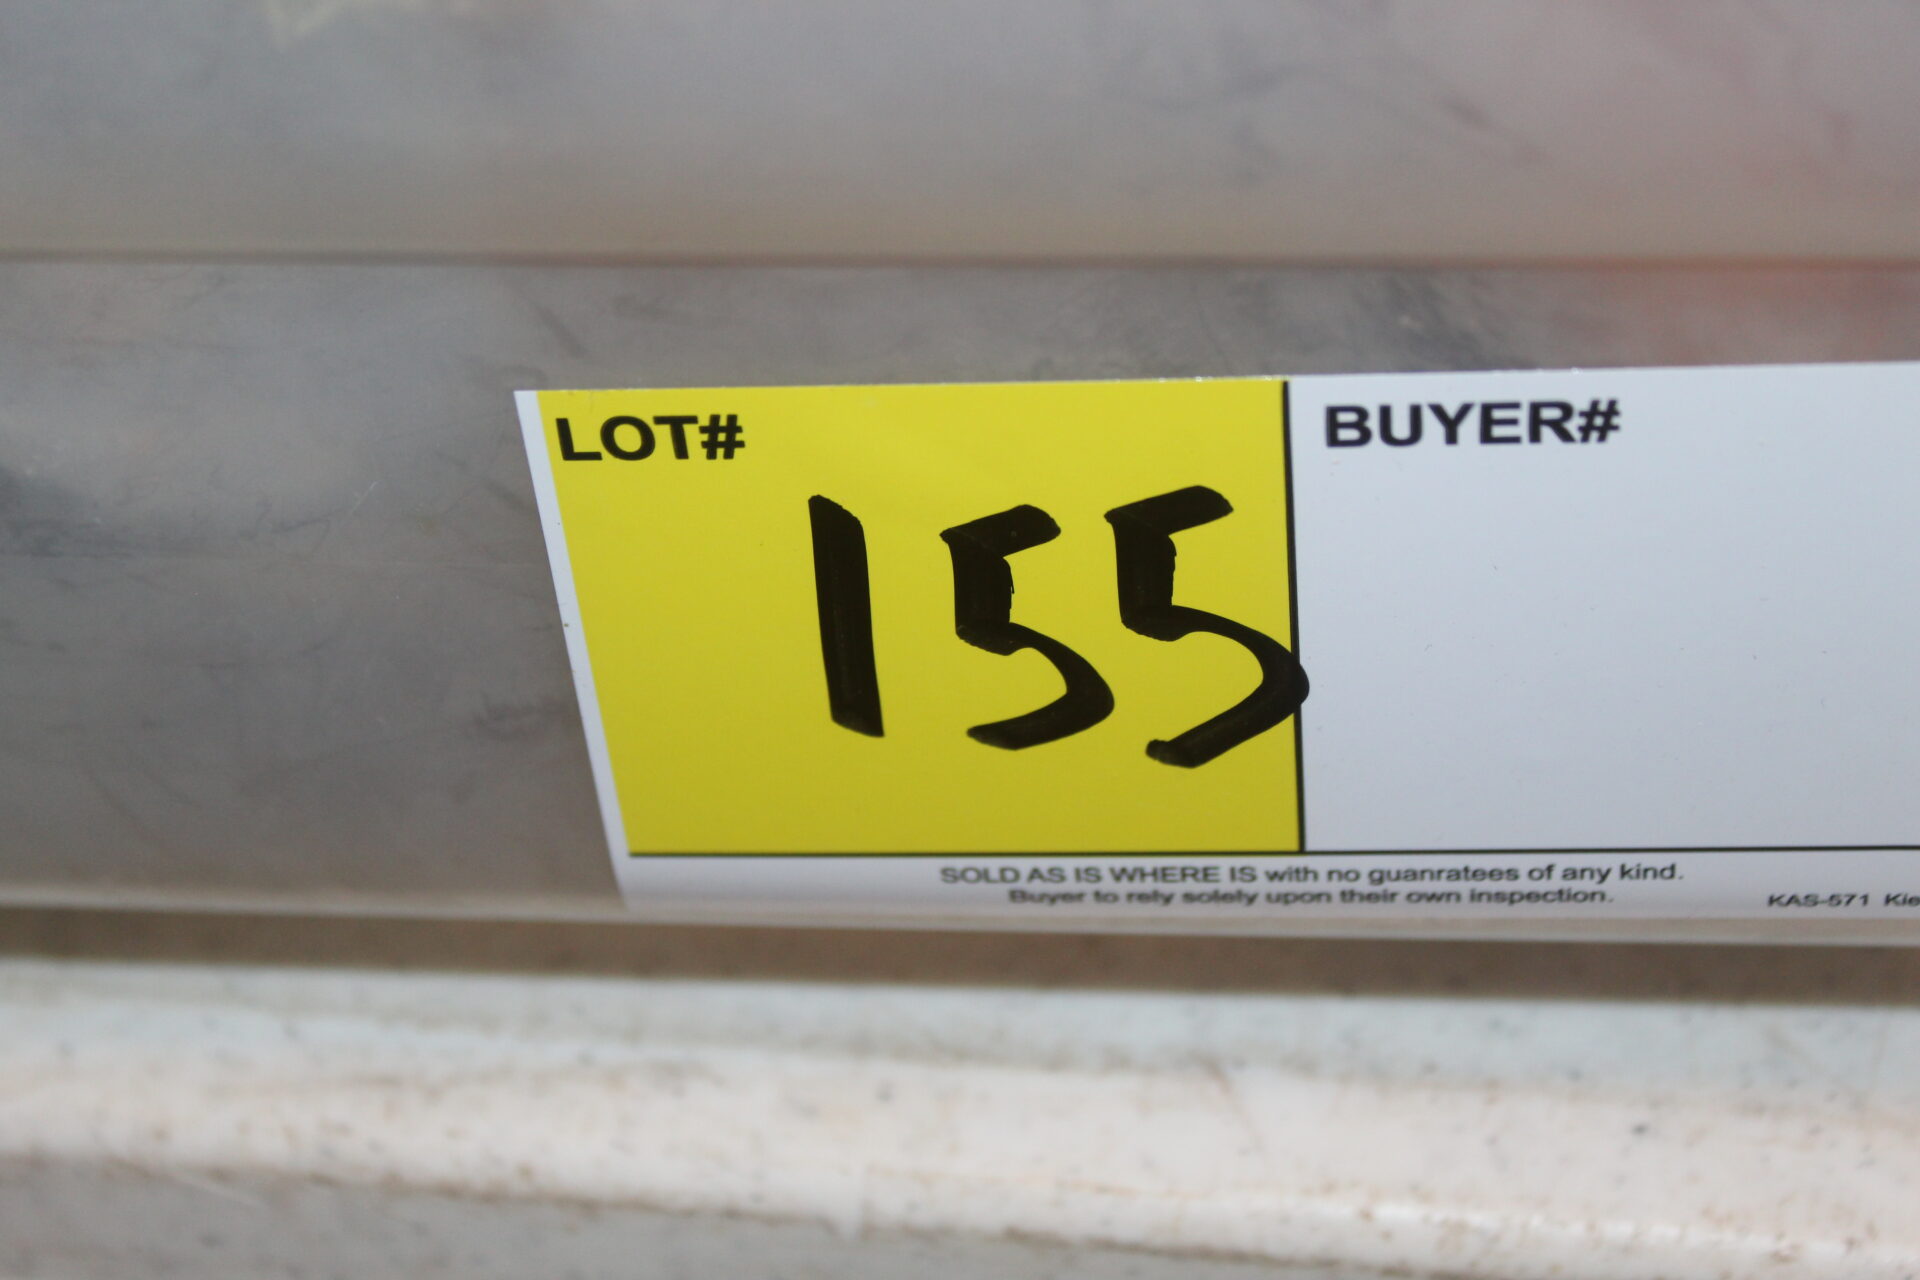 LOT# BUYER#
155
SOLD AS IS WHERE IS with no guanratees of any kind.
Buyer to rely solely upon their own inspection. KAS-571